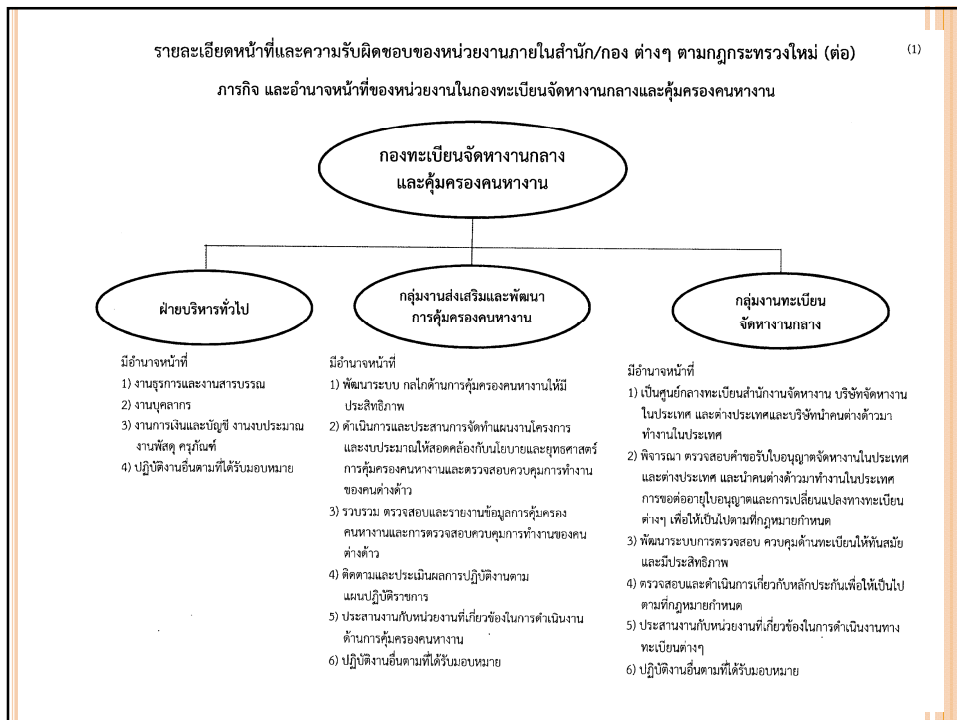 รายละเอียดหน้าที่และความรับผิดชอบของหน่วยงานภายในสำนัก/กอง ต่างๆ ตามกฎกระทรวงใหม่ (ต่อ)
(1)
ภารกิจ และอำนาจหน้าที่ของหน่วยงานในกองทะเบียนจัดหางานกลางและคุ้มครองคนหางาน
กองทะเบียนจัดหางานกลาง
และคุ้มครองคนหางาน
ฝ่ายบริหารทั่วไป
มีอำนาจหน้าที่
1) งานธุรการและงานสารบรรณ
2) งานบุคลากร
3) งานการเงินและบัญชี งานงบประมาณ
งานพัสดุ ครุภัณฑ์
4) ปฏิบัติงานอื่นตามที่ได้รับมอบหมาย
กลุ่มงานส่งเสริมและพัฒนา
การคุ้มครองคนหางาน
มีอำนาจหน้าที่
1) พัฒนาระบบ กลไกด้านการคุ้มครองคนหางานให้มี
ประสิทธิภาพ
2) ดำเนินการและประสานการจัดทำแผนงานโครงการ
และงบประมาณให้สอดคล้องกับนโยบายและยุทธศาสตร์
การคุ้มครองคนหางานและตรวจสอบควบคุมการทำงาน
ของคนต่างด้าว
3) รวบรวม ตรวจสอบและรายงานข้อมูลการคุ้มครอง
คนหางานและการตรวจสอบควบคุมการทำงานของคน
ต่างด้าว
4) ติดตามและประเมินผลการปฏิบัติงานตาม
แผนปฏิบัติราชการ
5) ประสานงานกับหน่วยงานที่เกี่ยวข้องในการดำเนินงาน
ด้านการคุ้มครองคนหางาน
6) ปฏิบัติงานอื่นตามที่ได้รับมอบหมาย
กลุ่มงานทะเบียน
จัดหางานกลาง
มีอำนาจหน้าที่
1) เป็นศูนย์กลางทะเบียนสำนักงานจัดหางาน บริษัทจัดหางาน
ในประเทศ และต่างประเทศและบริษัทนำคนต่างด้าวมา
ทำงานในประเทศ
2) พิจารณา ตรวจสอบคำขอรับใบอนุญาตจัดหางานในประเทศ
และต่างประเทศ และนำคนต่างด้าวมาทำงานในประเทศ
การขอต่ออายุใบอนุญาตและการเปลี่ยนแปลงทางทะเบียน
ต่างๆ เพื่อให้เป็นไปตามที่กฎหมายกำหนด
3) พัฒนาระบบการตรวจสอบ ควบคุมด้านทะเบียนให้ทันสมัย
และมีประสิทธิภาพ
4) ตรวจสอบและดำเนินการเกี่ยวกับหลักประกันเพื่อให้เป็นไป
ตามที่กฎหมายกำหนด
5) ประสานงานกับหน่วยงานที่เกี่ยวข้องในการดำเนินงานทาง
ทะเบียนต่างๆ
6) ปฏิบัติงานอื่นตามที่ได้รับมอบหมาย